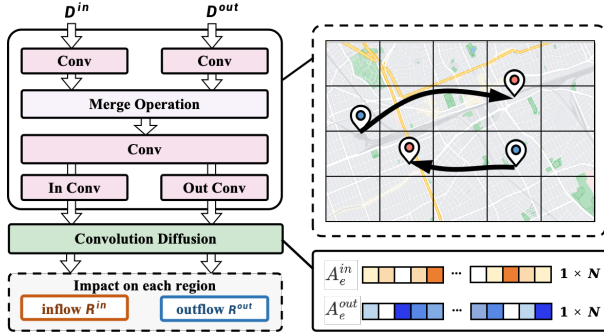 D^in D^out
Conv Conv
Merge Operation
Conv
In Conv Out Conv
Convolution Diffusion
Impact on each region
inflow R^in outflow R^out
A_e^in ... 1 × N
A_e^out ... 1 × N